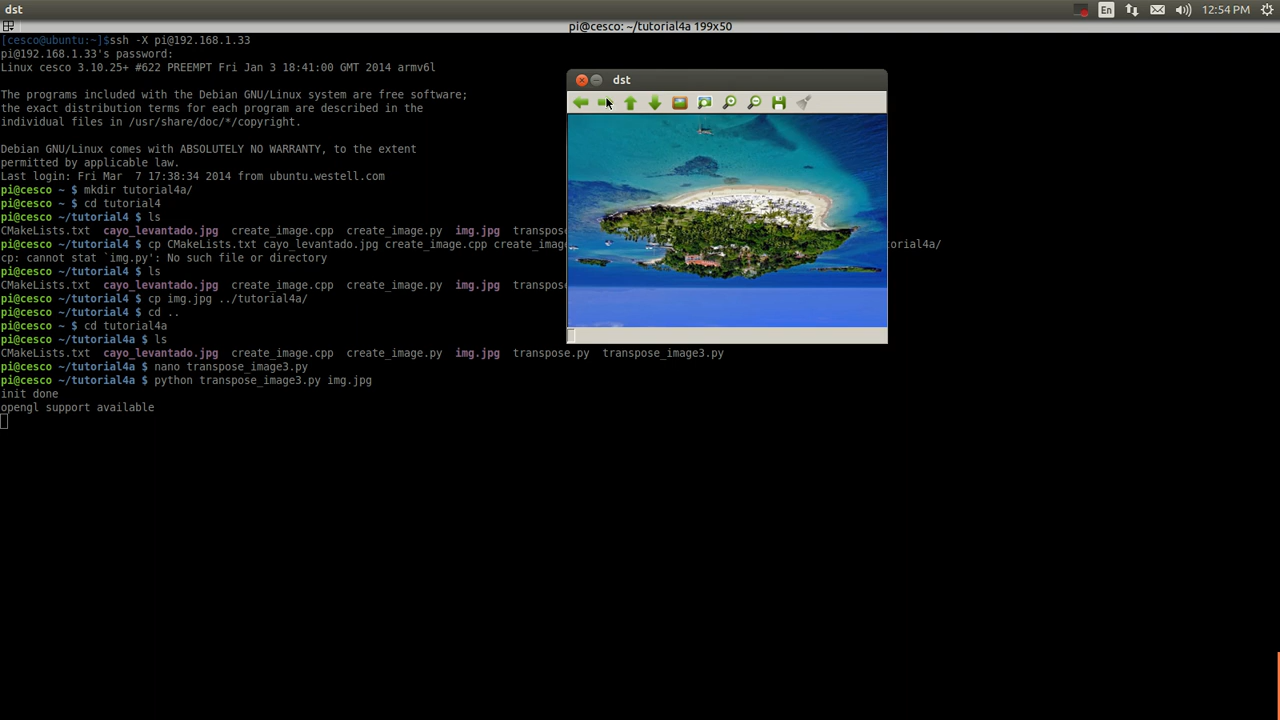 dst
En
12:54 PM
pi@cesco: ~/tutorial4a 199x50
[cesco@ubuntu:~]$ssh -X pi@192.168.1.33
pi@192.168.1.33's password:
Linux cesco 3.10.25+ #622 PREEMPT Fri Jan 3 18:41:00 GMT 2014 armv6l
The programs included with the Debian GNU/Linux system are free software;
the exact distribution terms for each program are described in the
individual files in /usr/share/doc/*/copyright.
Debian GNU/Linux comes with ABSOLUTELY NO WARRANTY, to the extent
permitted by applicable law.
Last login: Fri Mar  7 17:38:34 2014 from ubuntu.westell.com
pi@cesco ~ $ mkdir tutorial4a/
pi@cesco ~ $ cd tutorial4
pi@cesco ~/tutorial4 $ ls
CMakeLists.txt  cayo_levantado.jpg  create_image.cpp  create_image.py  img.jpg  transpose
pi@cesco ~/tutorial4 $ cp CMakeLists.txt cayo_levantado.jpg create_image.cpp create_image torial4a/
cp: cannot stat `img.py': No such file or directory
pi@cesco ~/tutorial4 $ ls
CMakeLists.txt  cayo_levantado.jpg  create_image.cpp  create_image.py  img.jpg  transpose
pi@cesco ~/tutorial4 $ cp img.jpg ../tutorial4a/
pi@cesco ~/tutorial4 $ cd ..
pi@cesco ~ $ cd tutorial4a
pi@cesco ~/tutorial4a $ ls
CMakeLists.txt  cayo_levantado.jpg  create_image.cpp  create_image.py  img.jpg  transpose.py  transpose_image3.py
pi@cesco ~/tutorial4a $ nano transpose_image3.py
pi@cesco ~/tutorial4a $ python transpose_image3.py img.jpg
init done
opengl support available
dst